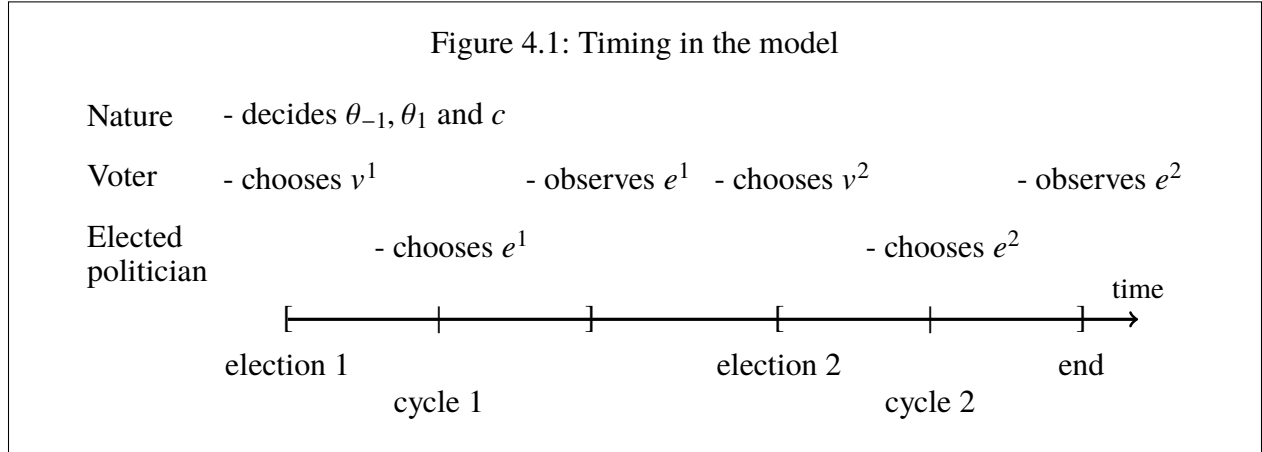 Figure 4.1: Timing in the model
Nature - decides θ₋₁, θ₁ and c
Voter - chooses v¹ - observes e¹ - chooses v² - observes e²
Elected
politician - chooses e¹ - chooses e²
time
election 1 election 2 end
cycle 1 cycle 2